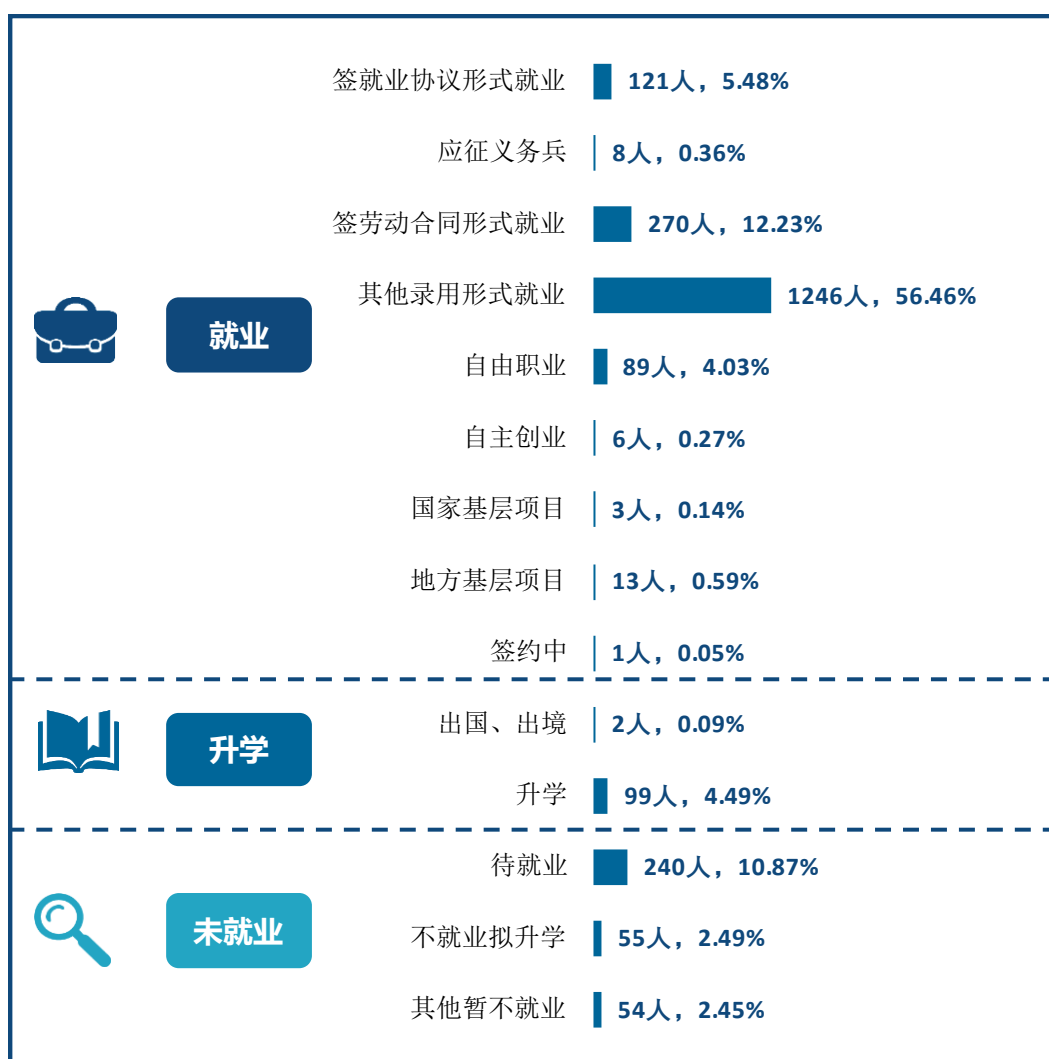 签就业协议形式就业 121人，5.48%
应征义务兵 8人，0.36%
签劳动合同形式就业 270人，12.23%
其他录用形式就业 1246人，56.46%
就业
自由职业 89人，4.03%
自主创业 6人，0.27%
国家基层项目 3人，0.14%
地方基层项目 13人，0.59%
签约中 1人，0.05%
出国、出境 2人，0.09%
升学
升学 99人，4.49%
待就业 240人，10.87%
未就业
不就业拟升学 55人，2.49%
其他暂不就业 54人，2.45%